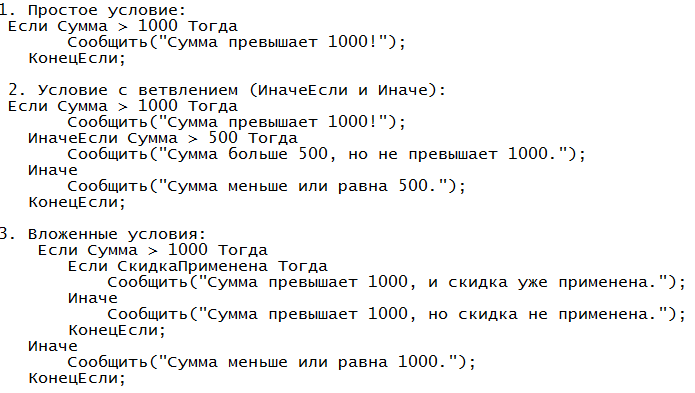 1. Простое условие:
Если Сумма > 1000 Тогда
Сообщить("Сумма превышает 1000!");
КонецЕсли;
2. Условие с ветвлением (ИначеЕсли и Иначе):
Если Сумма > 1000 Тогда
Сообщить("Сумма превышает 1000!");
ИначеЕсли Сумма > 500 Тогда
Сообщить("Сумма больше 500, но не превышает 1000.");
Иначе
Сообщить("Сумма меньше или равна 500.");
КонецЕсли;
3. Вложенные условия:
Если Сумма > 1000 Тогда
Если СкидкаПрименена Тогда
Сообщить("Сумма превышает 1000, и скидка уже применена.");
Иначе
Сообщить("Сумма превышает 1000, но скидка не применена.");
КонецЕсли;
Иначе
Сообщить("Сумма меньше или равна 1000.");
КонецЕсли;